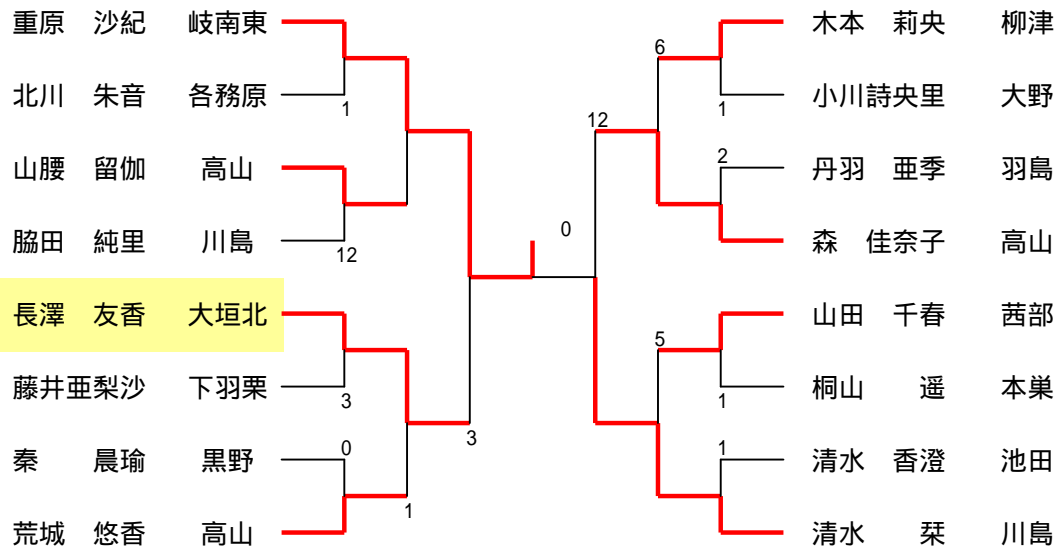 重原 沙紀 岐南東
北川 朱音 各務原
1
山腰 留伽 高山
脇田 純里 川島
12
長澤 友香 大垣北
藤井亜梨沙 下羽栗
3
秦 晨瑜 黒野
0
荒城 悠香 高山
1
3
0
木本 莉央 柳津
6
小川詩央里 大野
1
12
丹羽 亜季 羽島
2
森 佳奈子 高山
山田 千春 茜部
5
桐山 遥 本巣
1
清水 香澄 池田
1
清水 栞 川島